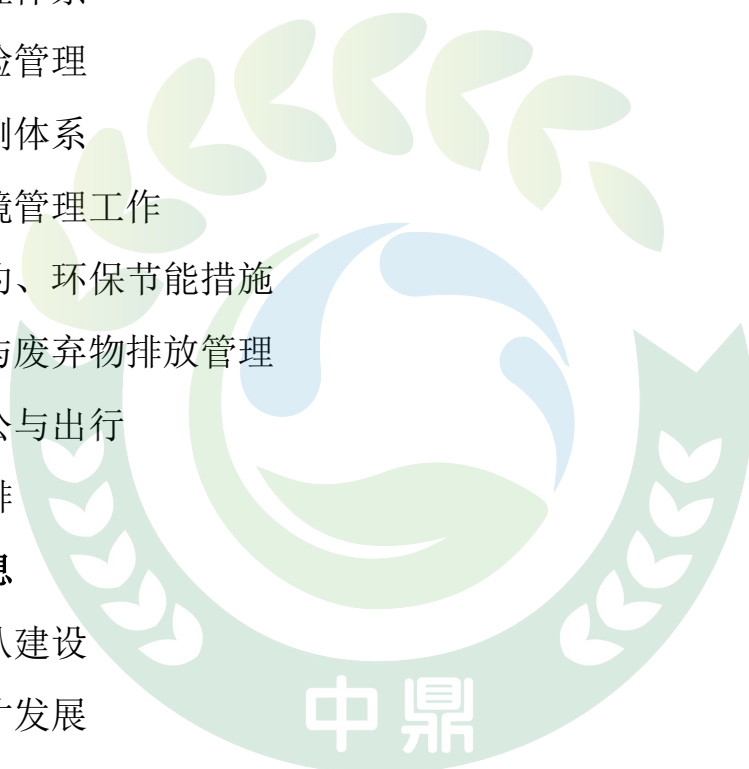 管理
体系
管理工作
、环保节能措施
与废弃物排放管理
与出行
建设
发展
中鼎